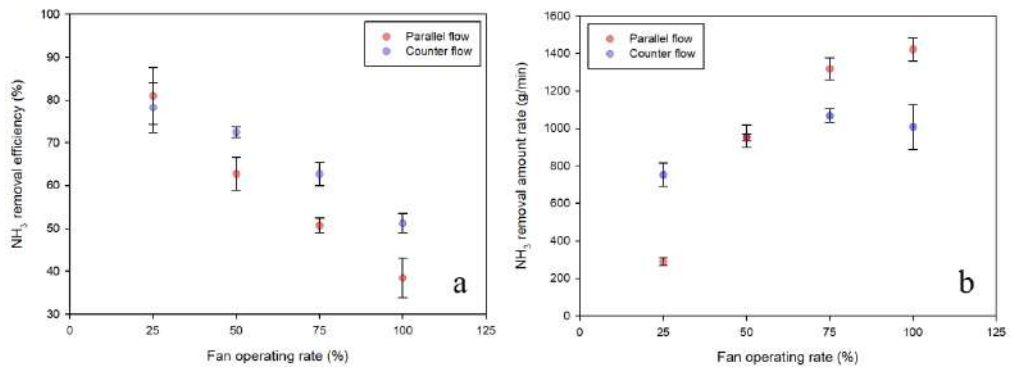 100
90
80
70
60
50
40
30
NH3 removal efficiency (%)
Parallel flow
Counter flow
a
0 25 50 75 100 125
Fan operating rate (%)
1600
1400
1200
1000
800
600
400
200
0
NH3 removal amount rate (g/min)
Parallel flow
Counter flow
b
0 25 50 75 100 125
Fan operating rate (%)